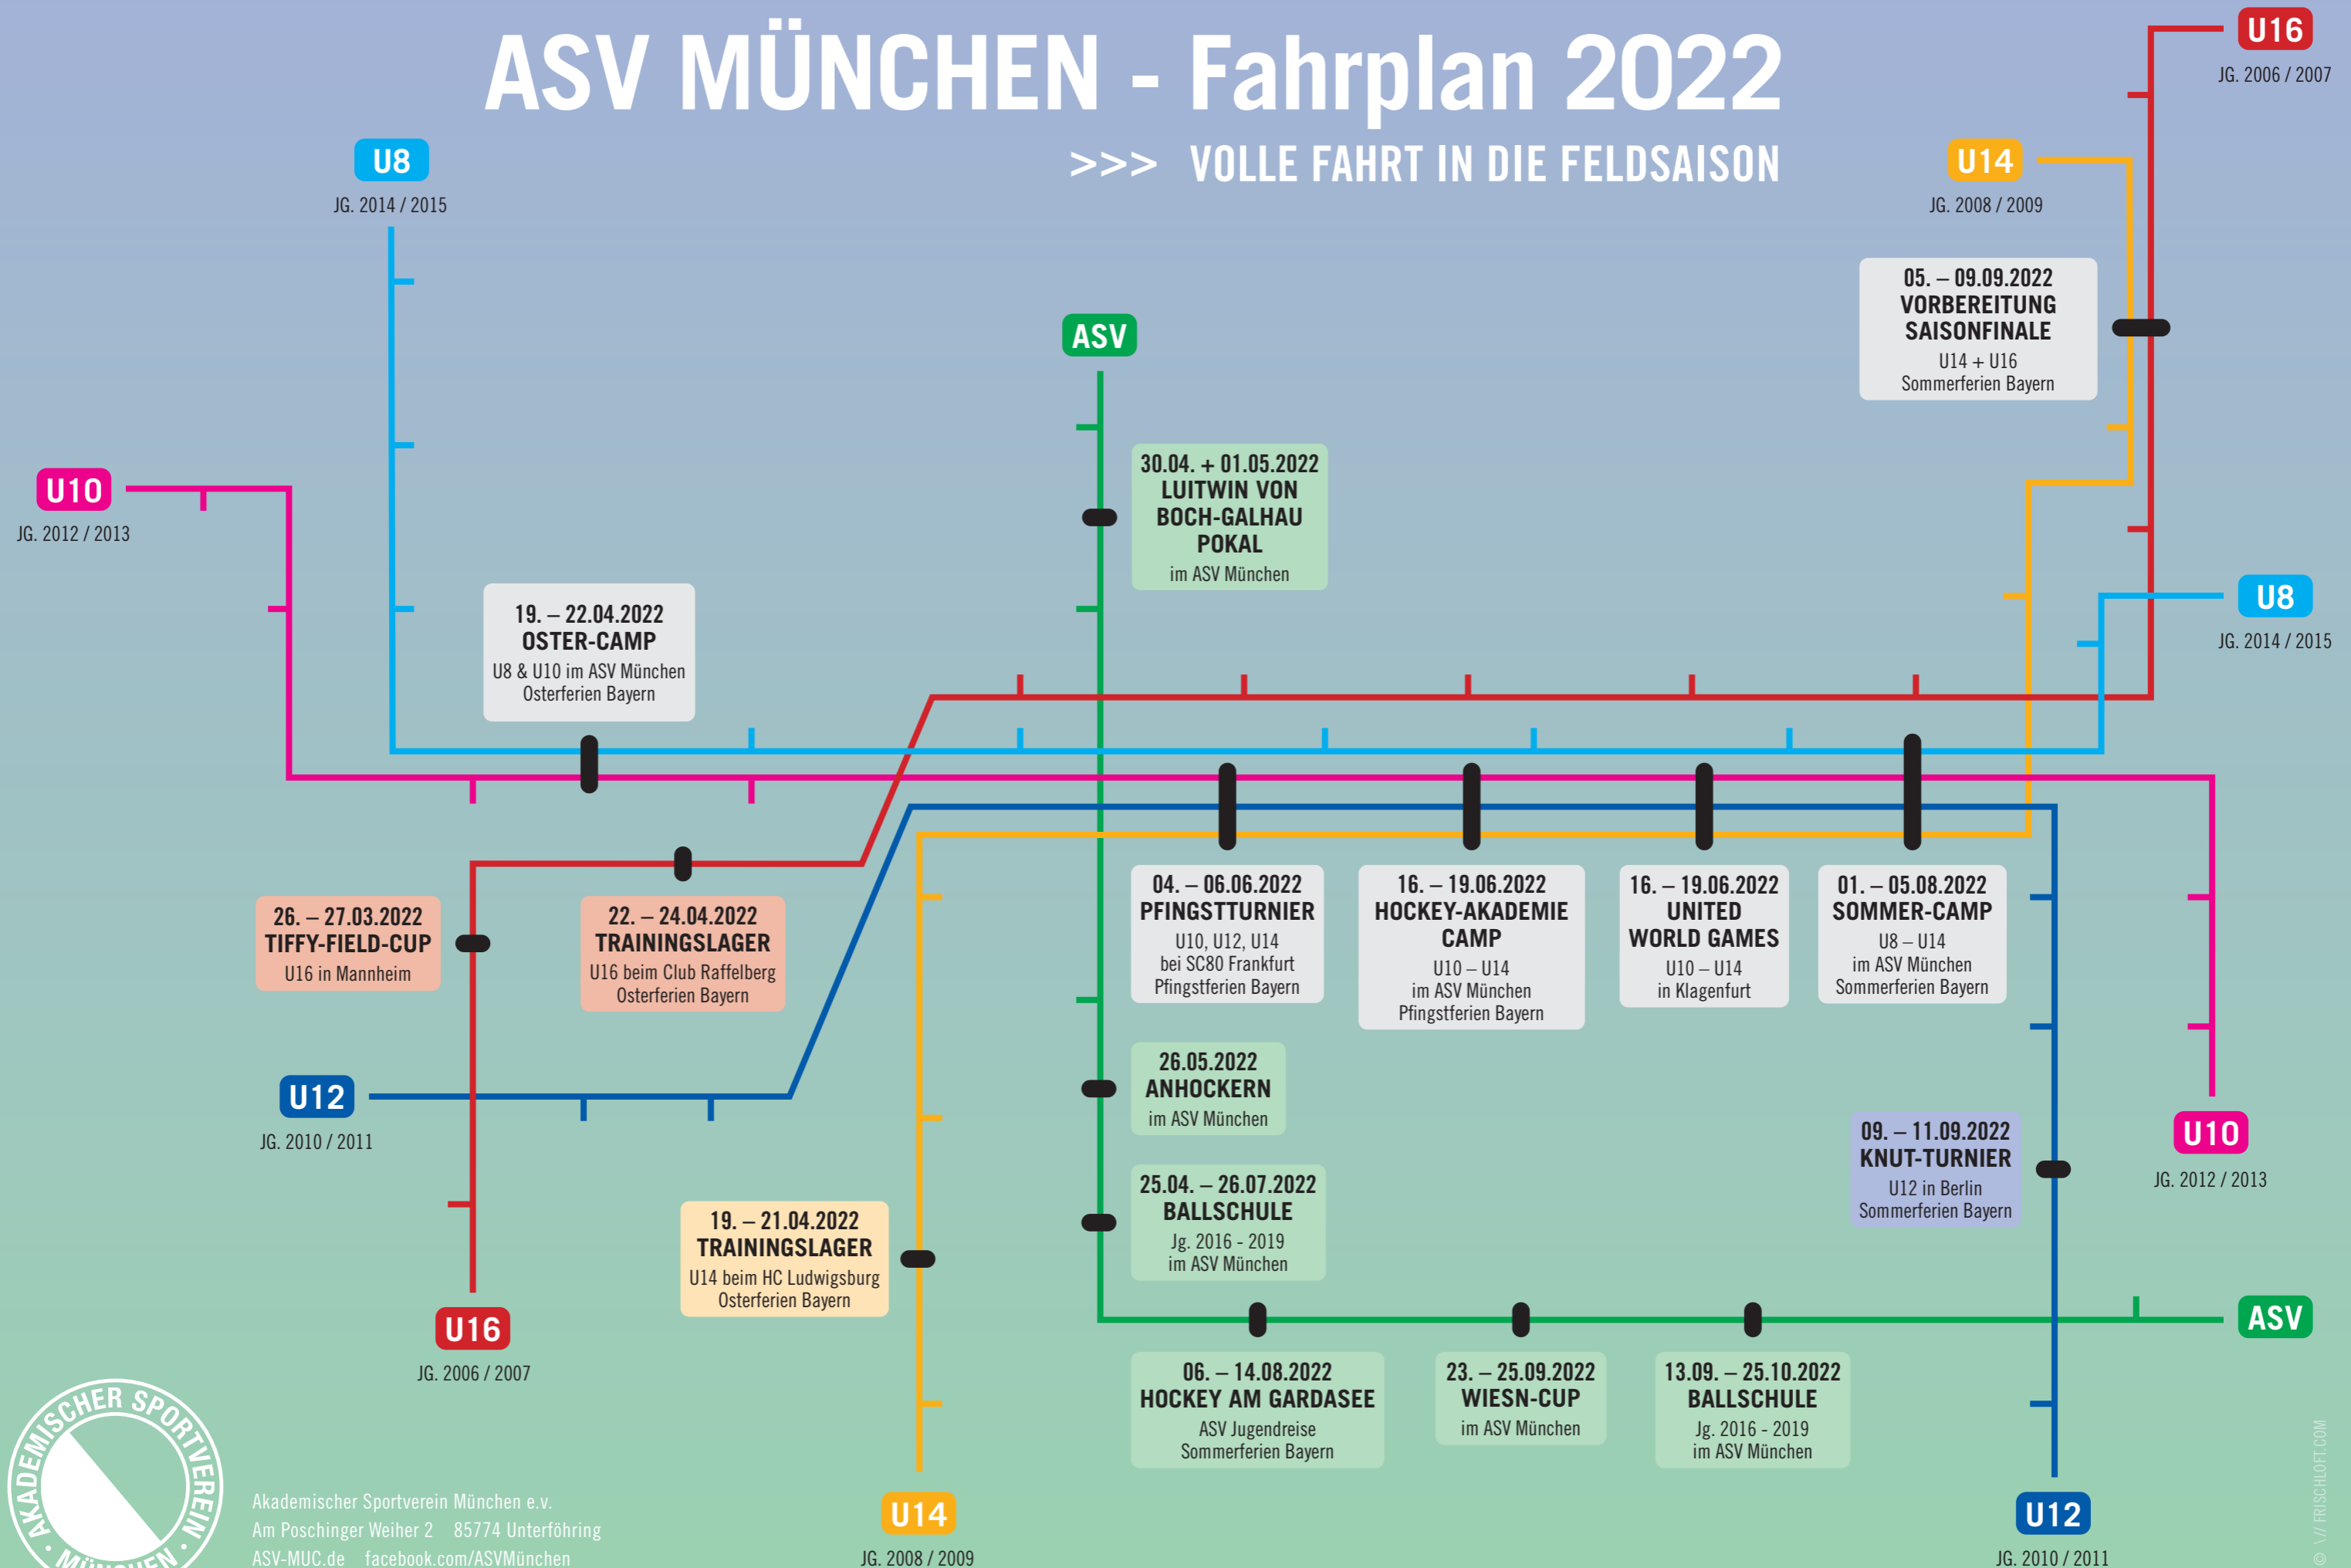 ASV MÜNCHEN - Fahrplan 2022
>>> VOLLE FAHRT IN DIE FELDSAISON
U16
JG. 2006 / 2007
U8
JG. 2014 / 2015
U14
JG. 2008 / 2009
05. – 09.09.2022
VORBEREITUNG
SAISONFINALE
U14 + U16
Sommerferien Bayern
ASV
30.04. + 01.05.2022
LUITWIN VON
BOCH-GALHAU
POKAL
im ASV München
U10
JG. 2012 / 2013
19. – 22.04.2022
OSTER-CAMP
U8 & U10 im ASV München
Osterferien Bayern
U8
JG. 2014 / 2015
26. – 27.03.2022
TIFFY-FIELD-CUP
U16 in Mannheim
22. – 24.04.2022
TRAININGSLAGER
U16 beim Club Raffelberg
Osterferien Bayern
04. – 06.06.2022
PFINGSTTURNIER
U10, U12, U14
bei SC80 Frankfurt
Pfingstferien Bayern
16. – 19.06.2022
HOCKEY-AKADEMIE
CAMP
U10 – U14
im ASV München
Pfingstferien Bayern
16. – 19.06.2022
UNITED
WORLD GAMES
U10 – U14
in Klagenfurt
01. – 05.08.2022
SOMMER-CAMP
U8 – U14
im ASV München
Sommerferien Bayern
26.05.2022
ANHOCKERN
im ASV München
U12
JG. 2010 / 2011
09. – 11.09.2022
KNUT-TURNIER
U12 in Berlin
Sommerferien Bayern
U10
JG. 2012 / 2013
25.04. – 26.07.2022
BALLSCHULE
Jg. 2016 - 2019
im ASV München
19. – 21.04.2022
TRAININGSLAGER
U14 beim HC Ludwigsburg
Osterferien Bayern
U16
JG. 2006 / 2007
ASV
06. – 14.08.2022
HOCKEY AM GARDASEE
ASV Jugendreise
Sommerferien Bayern
23. – 25.09.2022
WIESN-CUP
im ASV München
13.09. – 25.10.2022
BALLSCHULE
Jg. 2016 - 2019
im ASV München
U14
JG. 2008 / 2009
U12
JG. 2010 / 2011
AKADEMISCHER SPORTVEREIN · MÜNCHEN ·
Akademischer Sportverein München e.v.
Am Poschinger Weiher 2 85774 Unterföhring
ASV-MUC.de facebook.com/ASVMünchen
© \ // FRISCHLOFT.COM